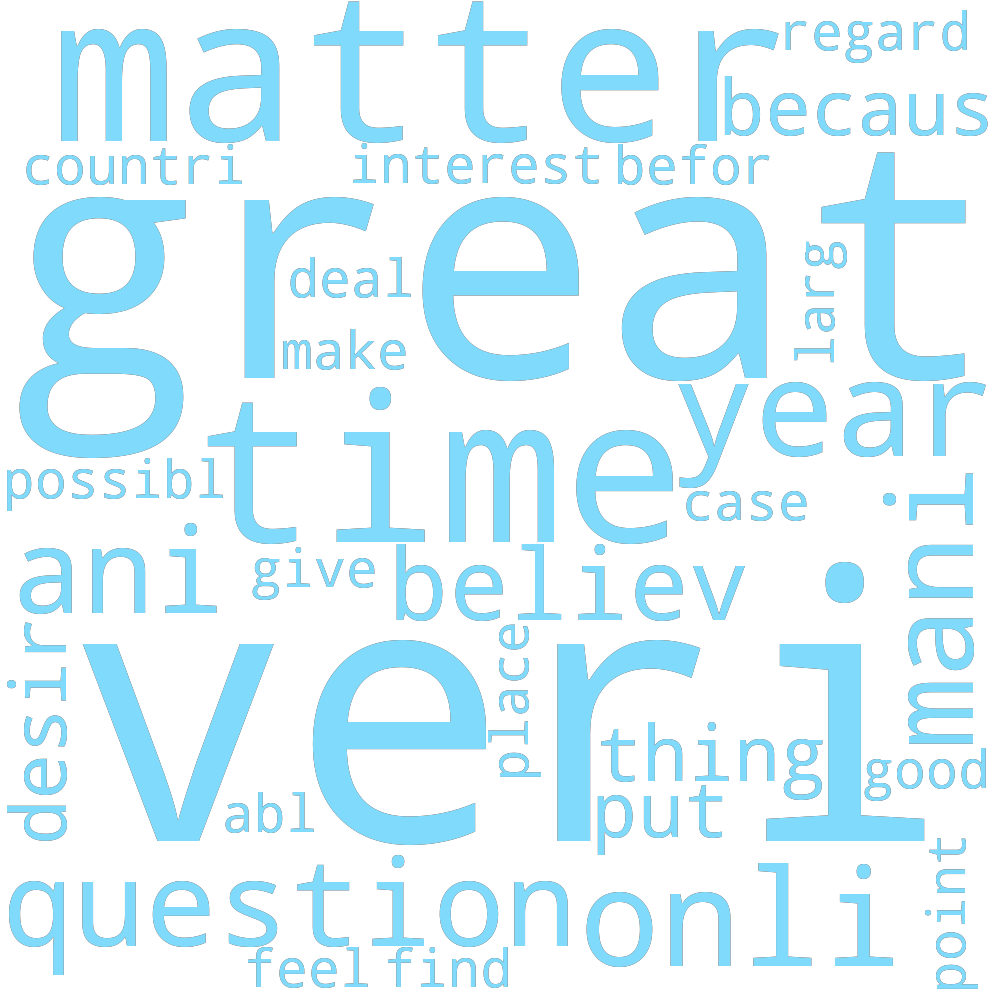 matter
regard
becaus
countri
interest
befor
great
deal
larg
make
year
time
possibl
case
mani
ani
give
believ
desir
veri
place
thing
good
put
abl
point
question
onli
feel
find